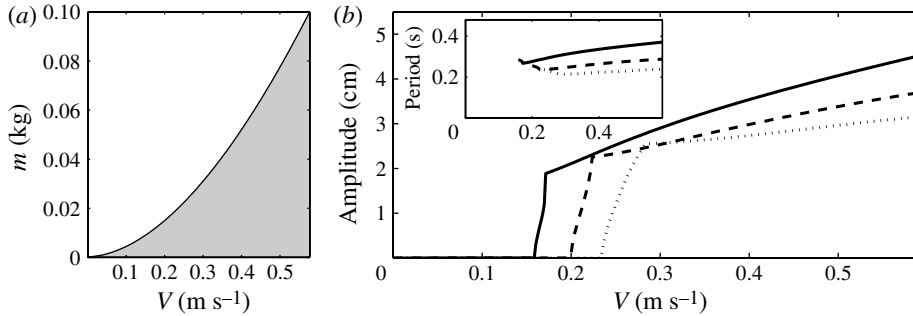 (a)
0.10
0.08
0.06
0.04
0.02
0
m (kg)
0.1 0.2 0.3 0.4 0.5
V (m s⁻¹)
(b)
5
4
3
2
1
0
Amplitude (cm)
0 0.1 0.2 0.3 0.4 0.5
V (m s⁻¹)
0.4
0.2
Period (s)
0 0.2 0.4